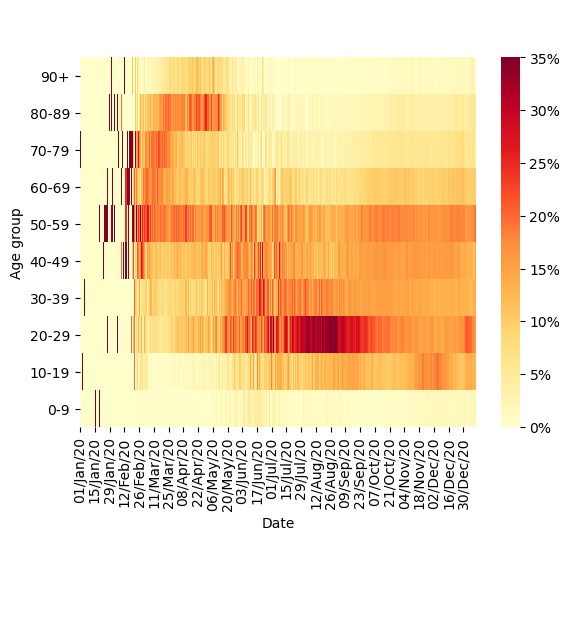 35%
90+
30%
80-89
70-79
25%
60-69
20%
50-59
Age group
15%
40-49
30-39
10%
20-29
10-19
5%
0-9
0%
01/Jan/20
15/Jan/20
29/Jan/20
12/Feb/20
26/Feb/20
11/Mar/20
25/Mar/20
08/Apr/20
22/Apr/20
06/May/20
20/May/20
03/Jun/20
17/Jun/20
01/Jul/20
15/Jul/20
29/Jul/20
12/Aug/20
26/Aug/20
09/Sep/20
23/Sep/20
07/Oct/20
21/Oct/20
04/Nov/20
18/Nov/20
02/Dec/20
16/Dec/20
30/Dec/20
Date